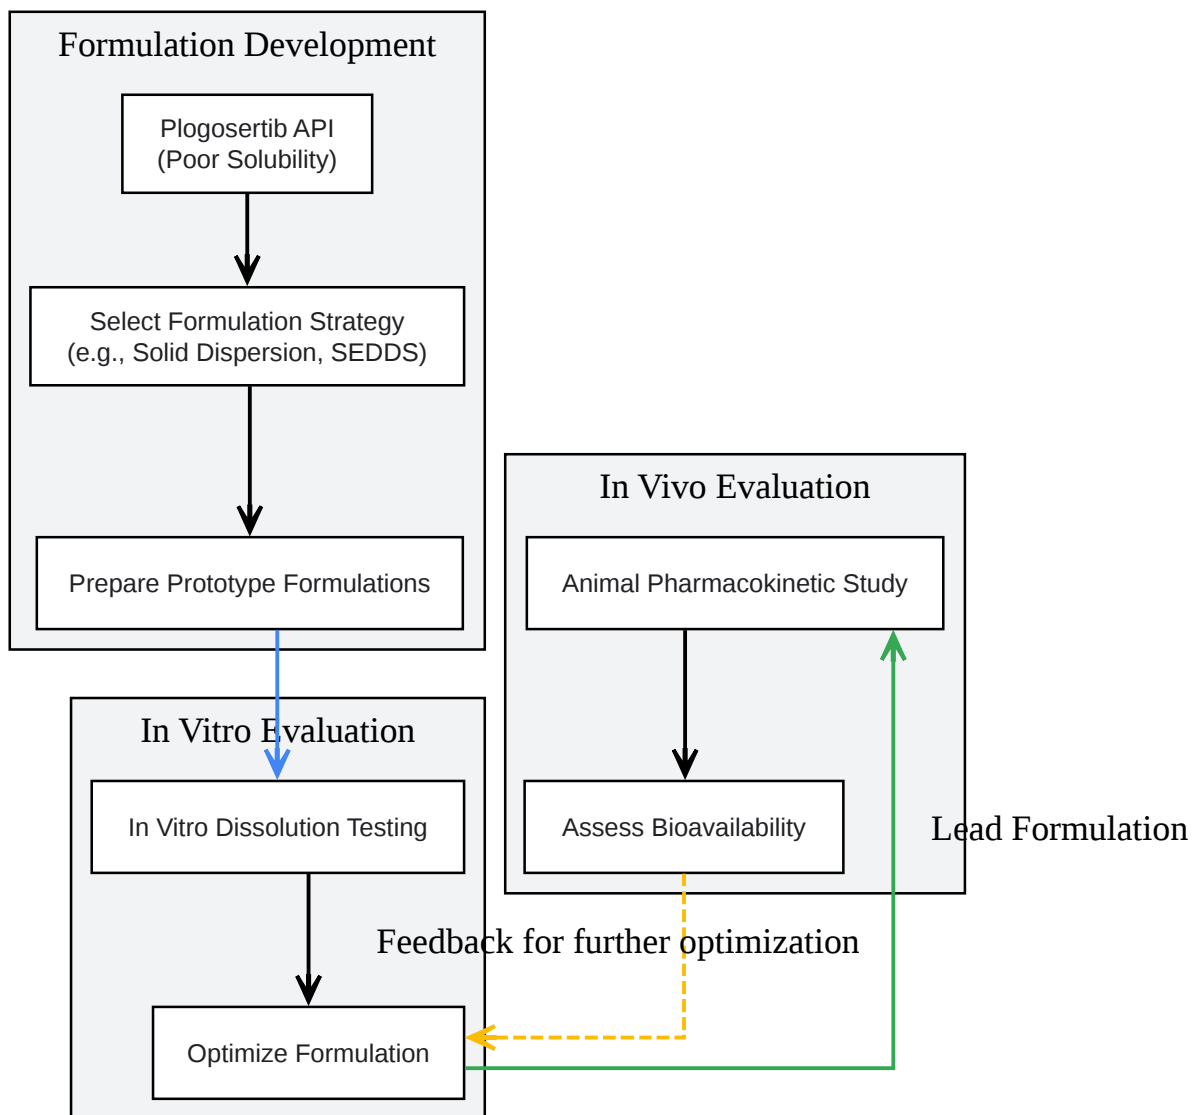 Formulation Development
Plogosertib API
(Poor Solubility)
Select Formulation Strategy
(e.g., Solid Dispersion, SEDDS)
Prepare Prototype Formulations
In Vivo Evaluation
Animal Pharmacokinetic Study
Assess Bioavailability
Lead Formulation
In Vitro Evaluation
In Vitro Dissolution Testing
Feedback for further optimization
Optimize Formulation